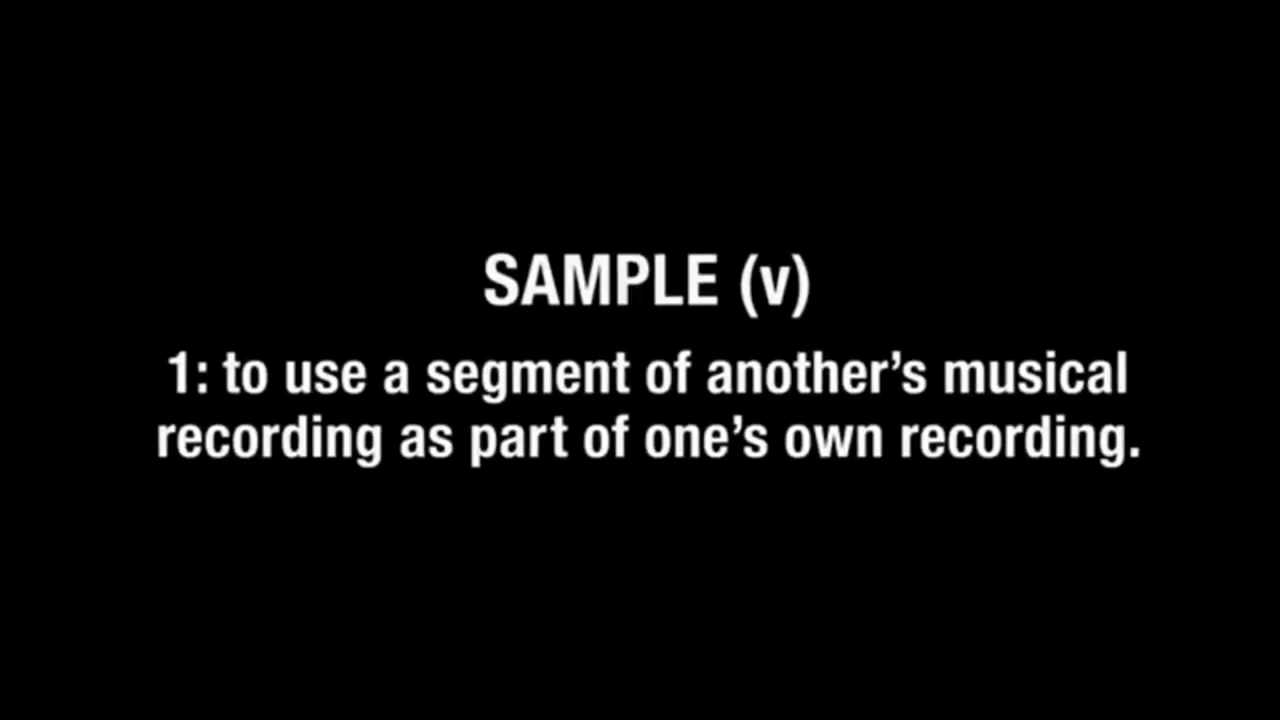 SAMPLE (v)
1: to use a segment of another’s musical
recording as part of one’s own recording.